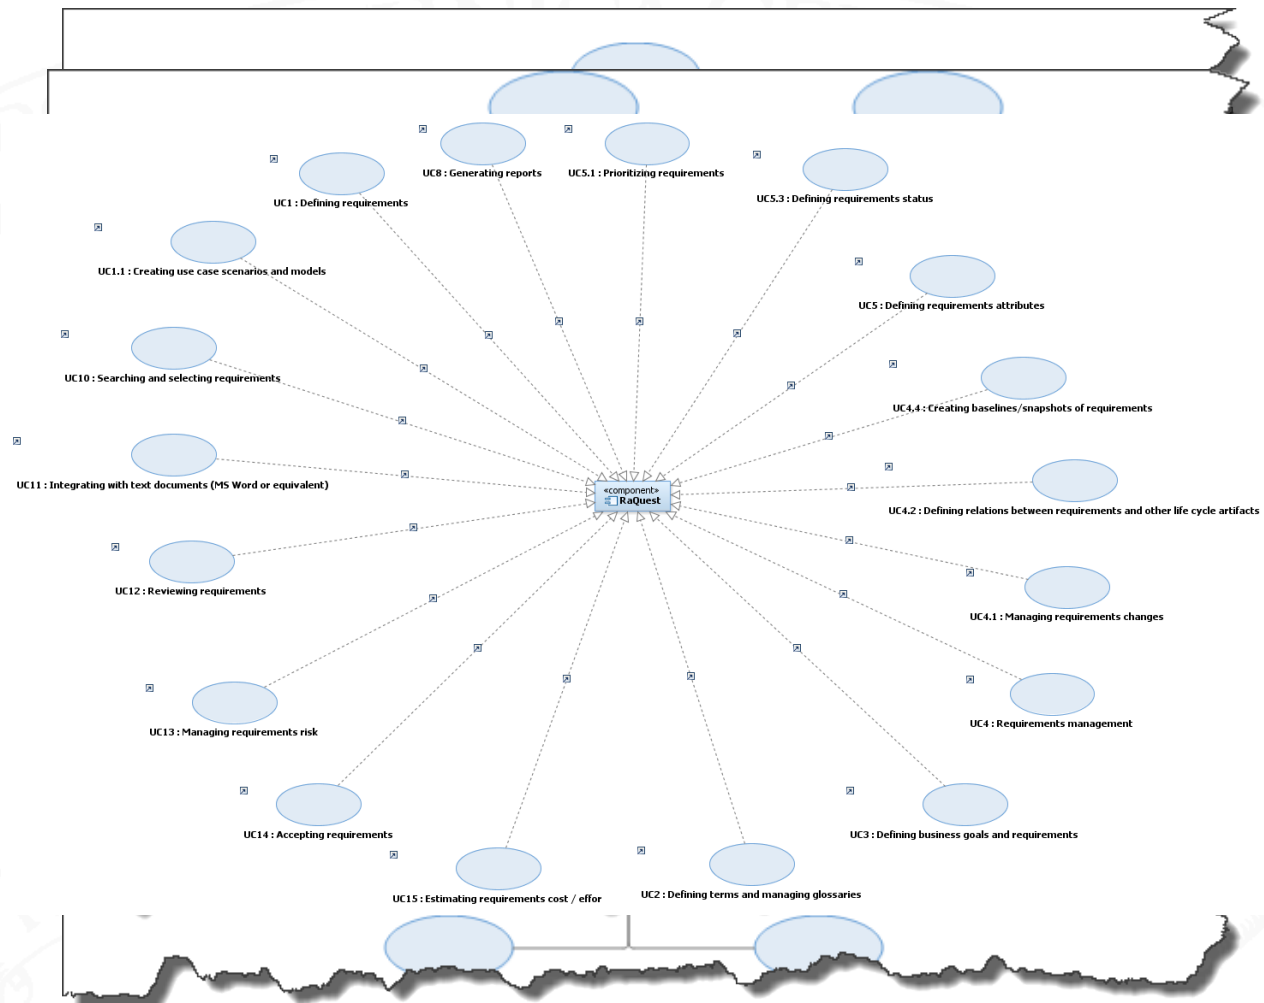 UC8 : Generating reports
UC5.1 : Prioritizing requirements
UC1 : Defining requirements
UC5.3 : Defining requirements status
UC1.1 : Creating use case scenarios and models
UC5 : Defining requirements attributes
UC10 : Searching and selecting requirements
UC4,4 : Creating baselines/snapshots of requirements
UC11 : Integrating with text documents (MS Word or equivalent)
«component»
RaQuest
UC4.2 : Defining relations between requirements and other life cycle artifacts
UC12 : Reviewing requirements
UC4.1 : Managing requirements changes
UC13 : Managing requirements risk
UC4 : Requirements management
UC14 : Accepting requirements
UC3 : Defining business goals and requirements
UC15 : Estimating requirements cost / effor
UC2 : Defining terms and managing glossaries